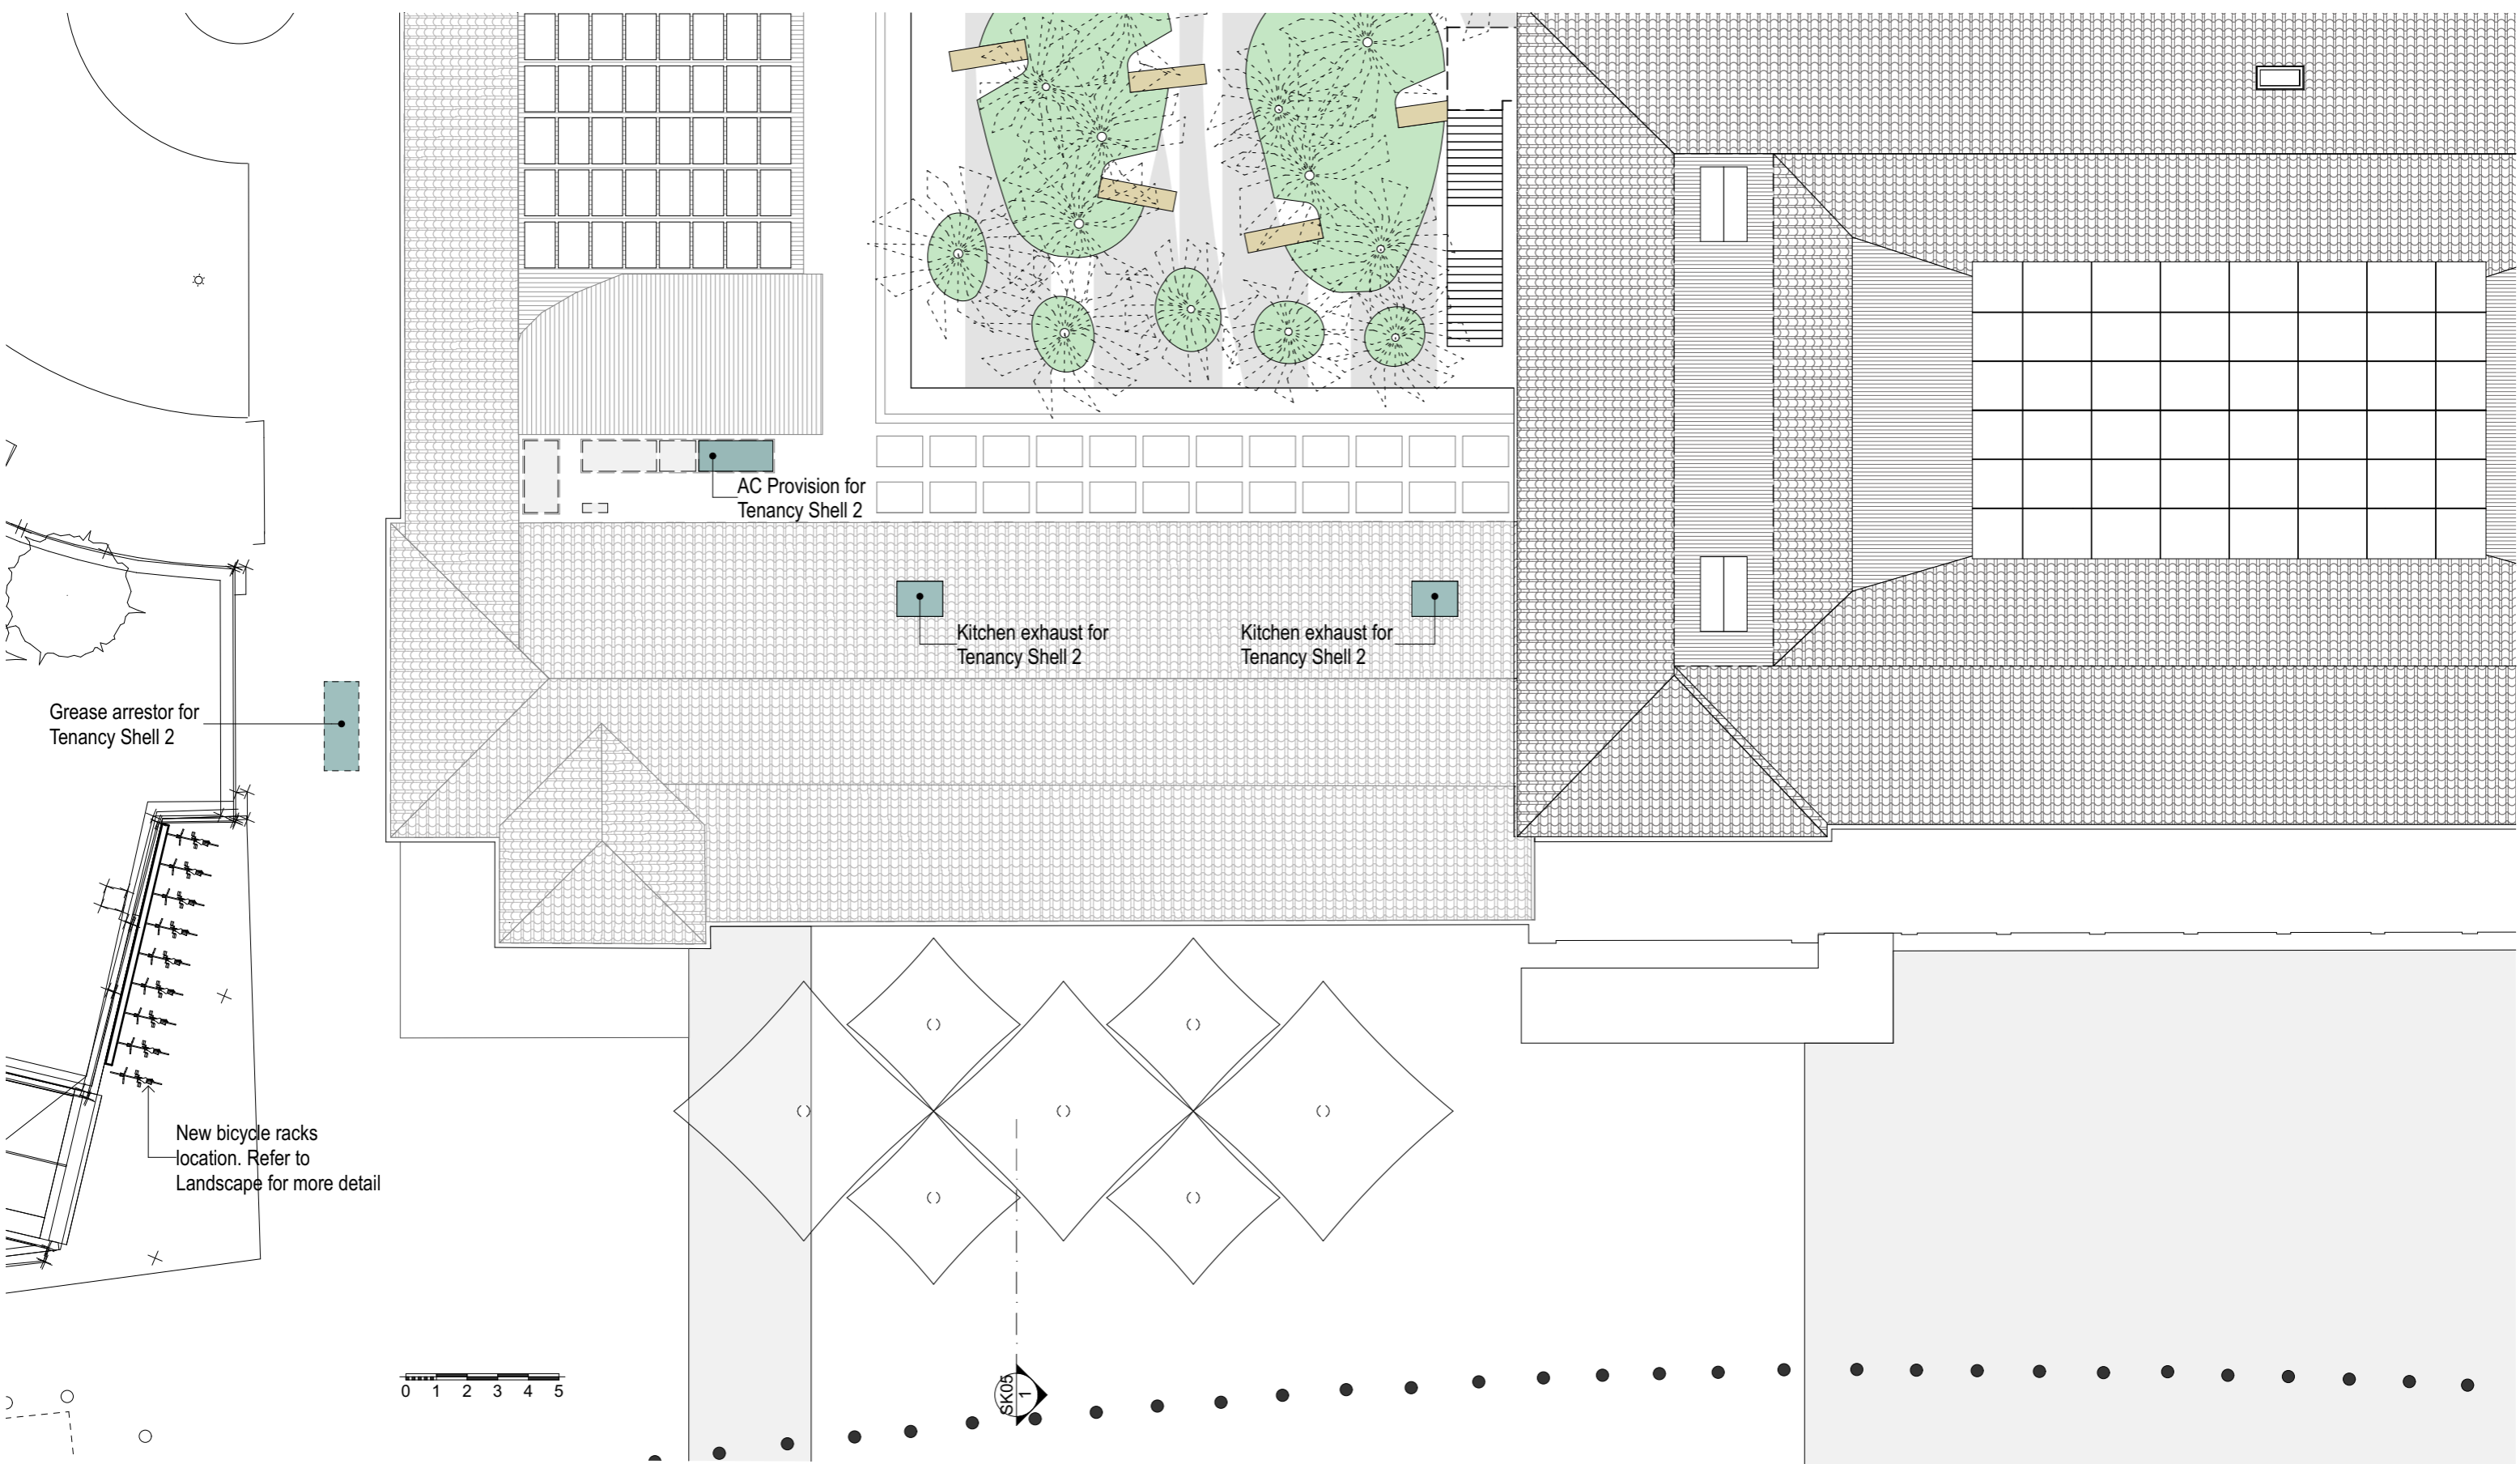 AC Provision for
Tenancy Shell 2
Kitchen exhaust for
Tenancy Shell 2
Kitchen exhaust for
Tenancy Shell 2
Grease arrestor for
Tenancy Shell 2
New bicycle racks
location. Refer to
Landscape for more detail
0 1 2 3 4 5
SK05
1